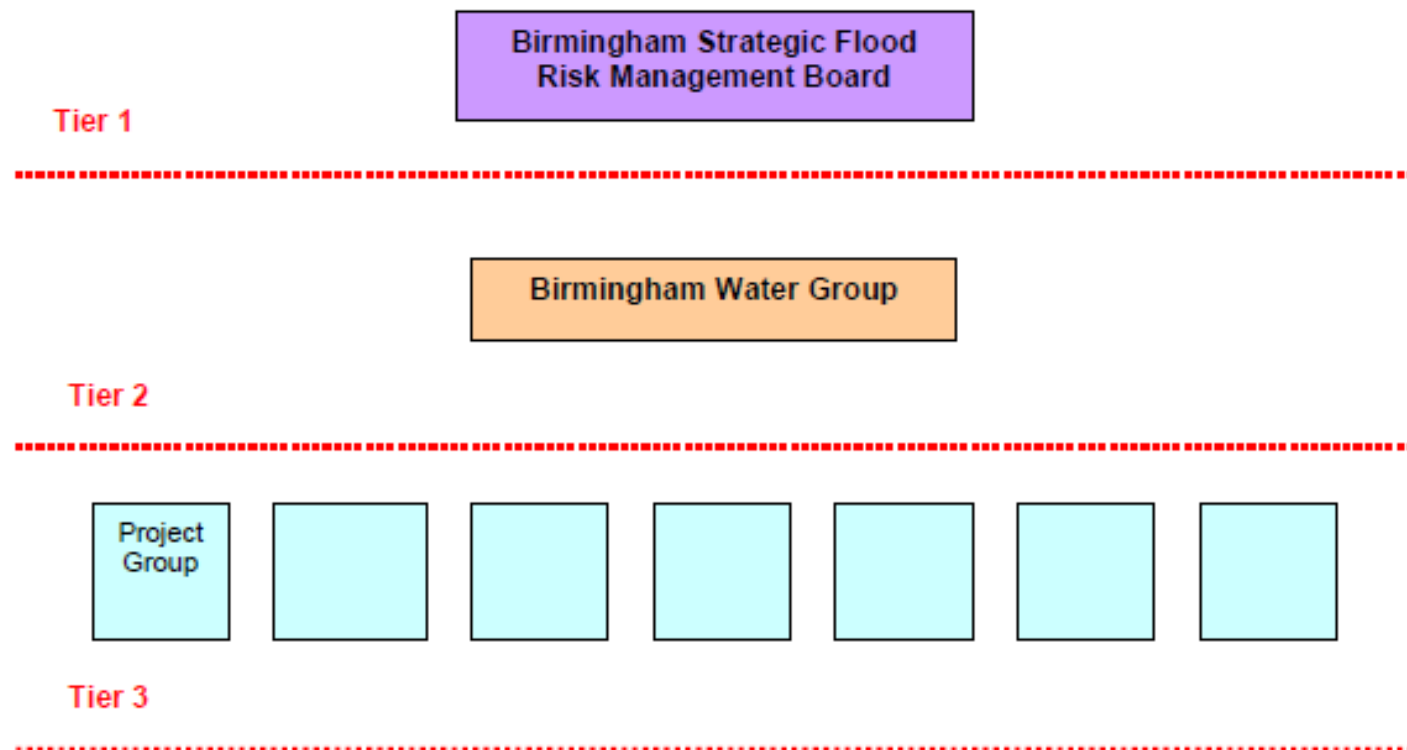 Birmingham Strategic Flood
Risk Management Board
Tier 1
Birmingham Water Group
Tier 2
Project
Group
Tier 3